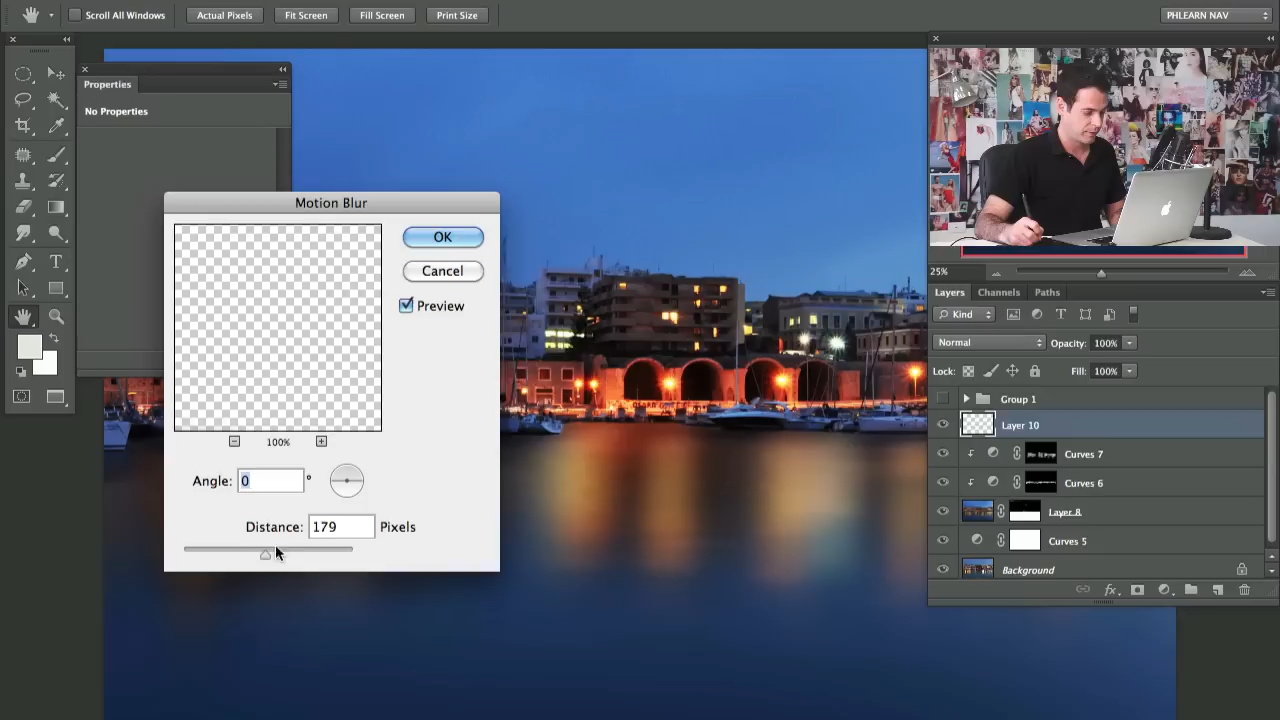 Scroll All Windows
Actual Pixels
Fit Screen
Fill Screen
Print Size
PHLEARN NAV
Properties
No Properties
Motion Blur
OK
Cancel
Preview
100%
Angle: 0 °
Distance: 179 Pixels
25%
Layers Channels Paths
Kind
Normal Opacity: 100%
Lock: Fill: 100%
Group 1
Layer 10
Curves 7
Curves 6
Layer 8
Curves 5
Background